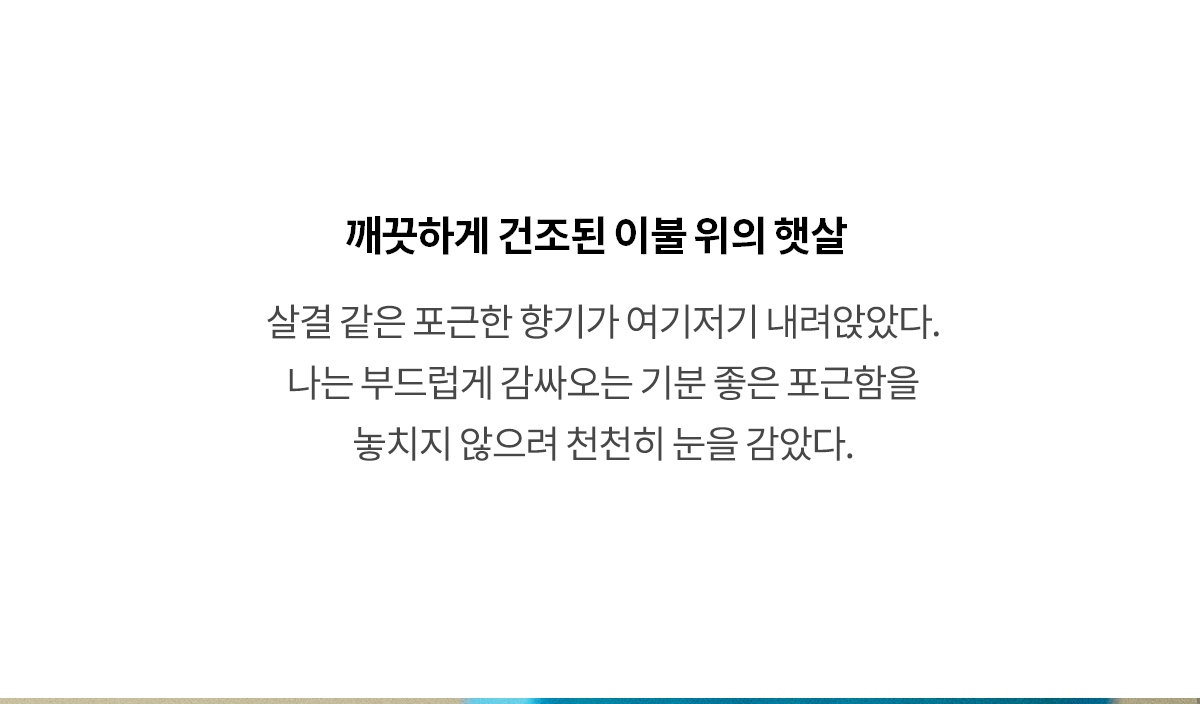 깨끗하게 건조된 이불 위의 햇살
살결 같은 포근한 향기가 여기저기 내려앉았다.
나는 부드럽게 감싸오는 기분 좋은 포근함을
놓치지 않으려 천천히 눈을 감았다.